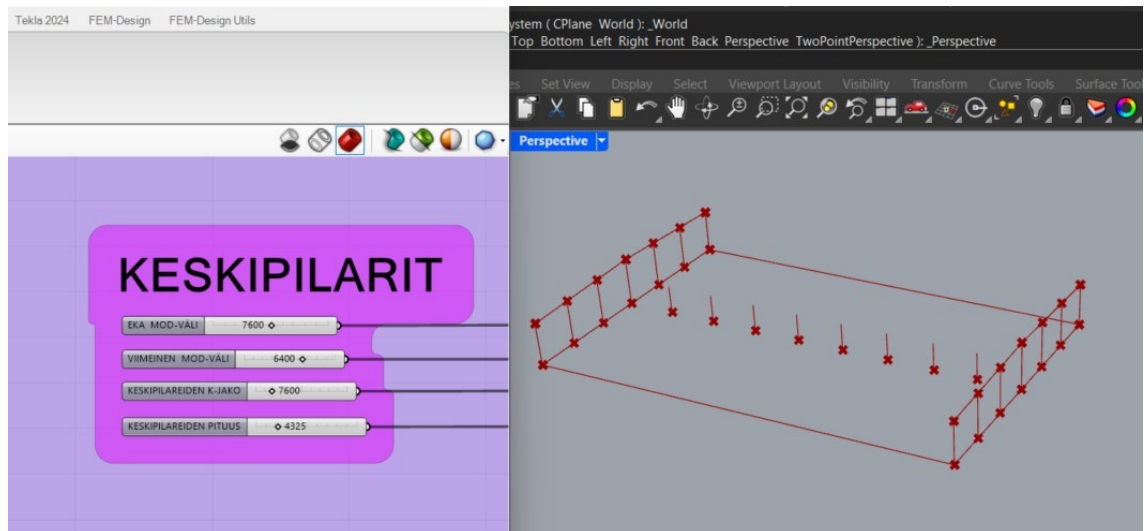 Tekla 2024 FEM-Design FEM-Design Utils
KESKIPILARIT
EKA MOD-VÄLI 7600
VIIMEINEN MOD-VÄLI 6400
KESKIPILAREIDEN K-JAKO 7600
KESKIPILAREIDEN PITUUS 4325
ystem ( CPlane World ): _World
Top Bottom Left Right Front Back Perspective TwoPointPerspective ): _Perspective
es Set View Display Select Viewport Layout Visibility Transform Curve Tools Surface Tool
Perspective